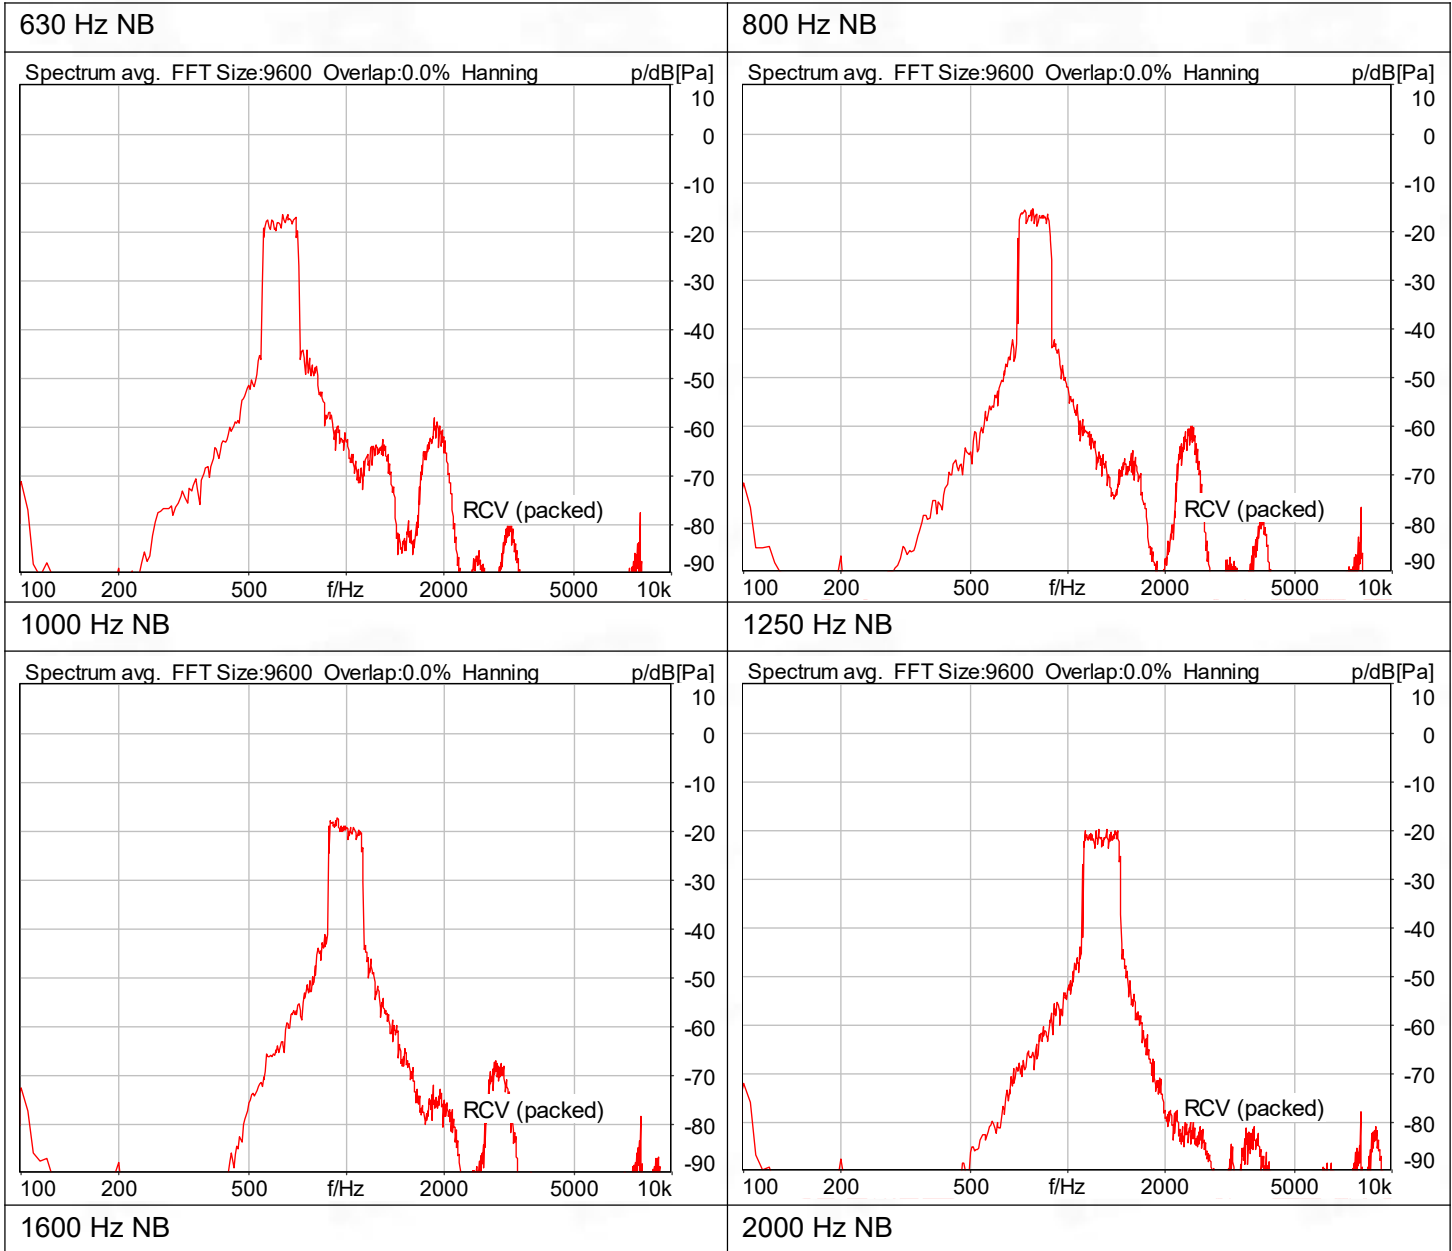 630 Hz NB
800 Hz NB
Spectrum avg. FFT Size:9600 Overlap:0.0% Hanning p/dB[Pa]
10
0
-10
-20
-30
-40
-50
-60
-70
-80
-90
RCV (packed)
100 200 500 f/Hz 2000 5000 10k
Spectrum avg. FFT Size:9600 Overlap:0.0% Hanning p/dB[Pa]
10
0
-10
-20
-30
-40
-50
-60
-70
-80
-90
RCV (packed)
100 200 500 f/Hz 2000 5000 10k
1000 Hz NB
1250 Hz NB
Spectrum avg. FFT Size:9600 Overlap:0.0% Hanning p/dB[Pa]
10
0
-10
-20
-30
-40
-50
-60
-70
-80
-90
RCV (packed)
100 200 500 f/Hz 2000 5000 10k
Spectrum avg. FFT Size:9600 Overlap:0.0% Hanning p/dB[Pa]
10
0
-10
-20
-30
-40
-50
-60
-70
-80
-90
RCV (packed)
100 200 500 f/Hz 2000 5000 10k
1600 Hz NB
2000 Hz NB